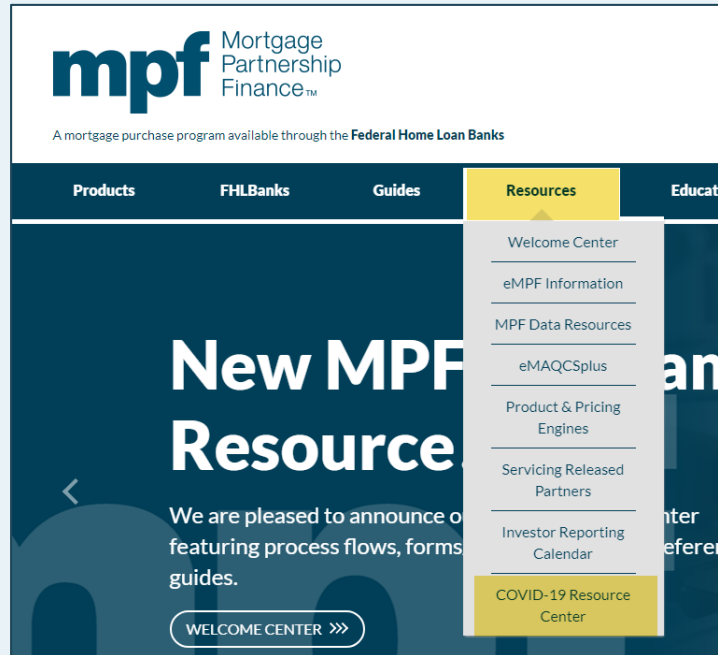 mpf Mortgage
Partnership
Finance™
A mortgage purchase program available through the Federal Home Loan Banks
Products FHLBanks Guides Resources
Welcome Center
eMPF Information
MPF Data Resources
eMAQCSplus
Product & Pricing
Engines
Servicing Released
Partners
Investor Reporting
Calendar
COVID-19 Resource
Center
New MPF
Resource
We are pleased to announce
featuring process flows, forms
guides.
WELCOME CENTER >>>